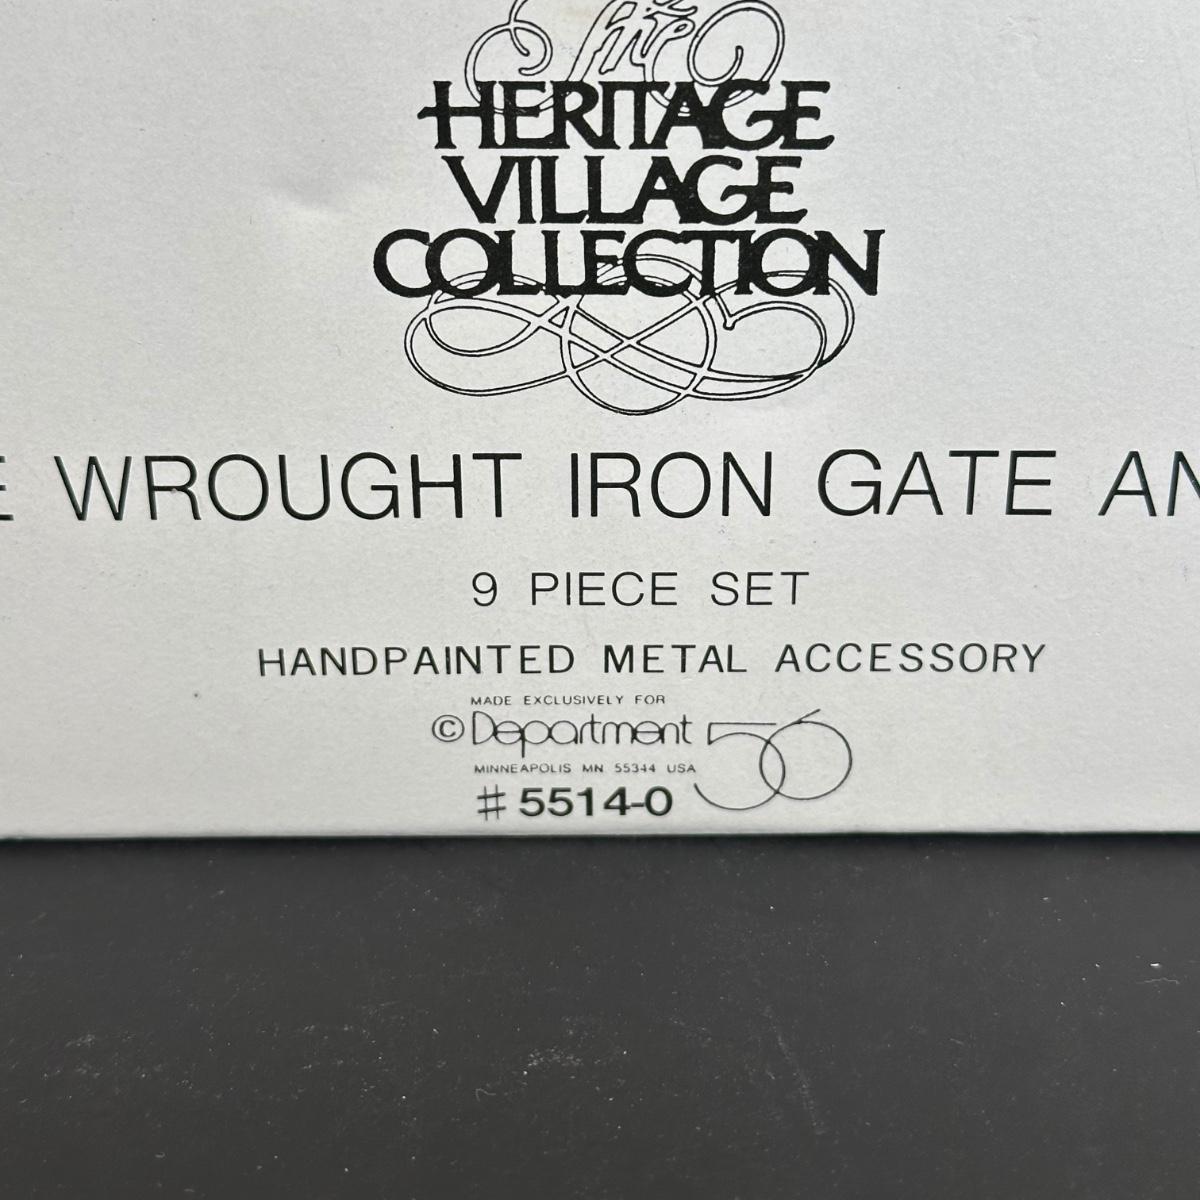 The
HERITAGE
VILLAGE
COLLECTION
E WROUGHT IRON GATE AN
9 PIECE SET
HANDPAINTED METAL ACCESSORY
MADE EXCLUSIVELY FOR
© Department 56
MINNEAPOLIS MN 55344 USA
# 5514-0